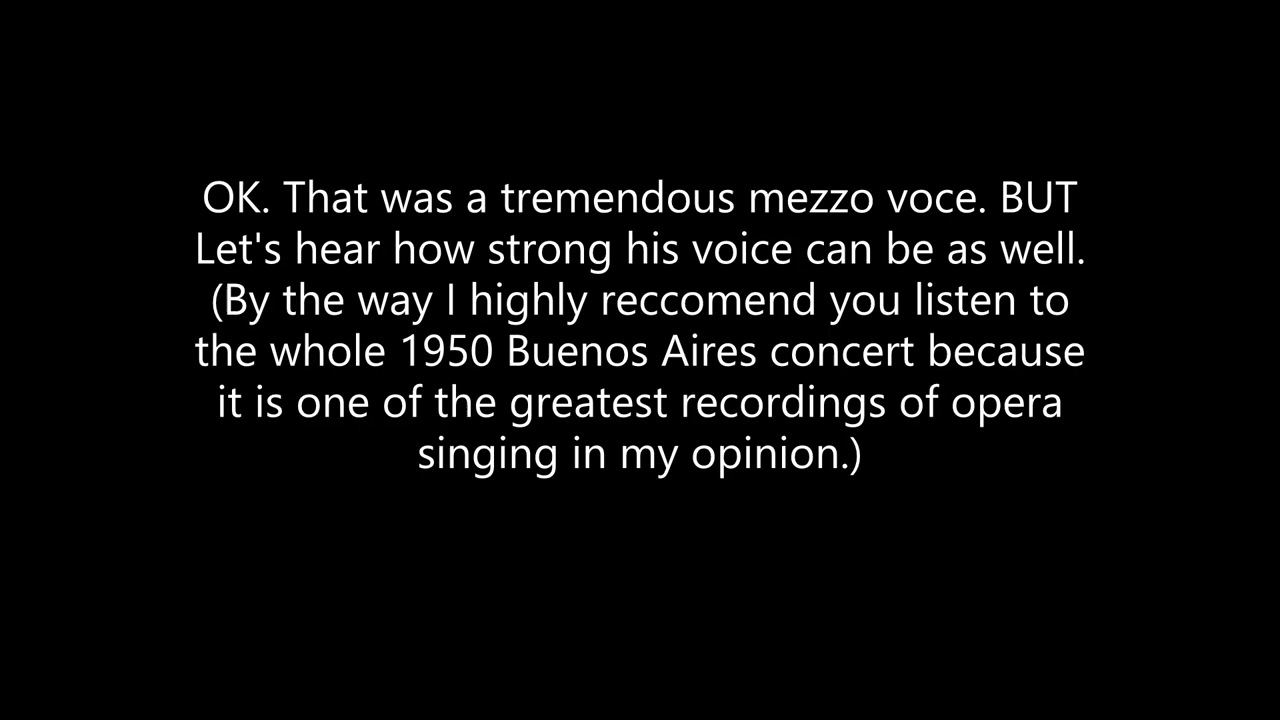 OK. That was a tremendous mezzo voce. BUT
Let's hear how strong his voice can be as well.
(By the way I highly reccomend you listen to
the whole 1950 Buenos Aires concert because
it is one of the greatest recordings of opera
singing in my opinion.)